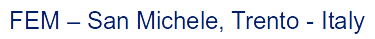 FEM – San Michele, Trento - Italy